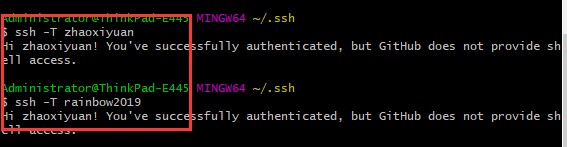 Administrator@ThinkPad-E445 MINGW64 ~/.ssh
$ ssh -T zhaoxiyuan
Hi zhaoxiyuan! You've successfully authenticated, but GitHub does not provide sh
ell access.
Administrator@ThinkPad-E445 MINGW64 ~/.ssh
$ ssh -T rainbow2019
Hi zhaoxiyuan! You've successfully authenticated, but GitHub does not provide sh
ell access.